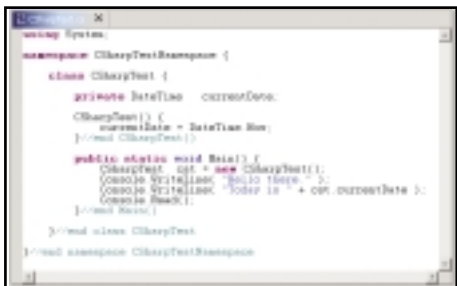 using System;
namespace CSharpTestNamespace {
class CSharpTest {
private DateTime currentDate;
CSharpTest() {
currentDate = DateTime.Now;
}//end CSharpTest()
public static void Main() {
CSharpTest cst = new CSharpTest();
Console.WriteLine( "Hello there." );
Console.WriteLine( "Today is " + cst.currentDate );
Console.Read();
}//end Main()
}//end class CSharpTest
}//end namespace CSharpTestNamespace